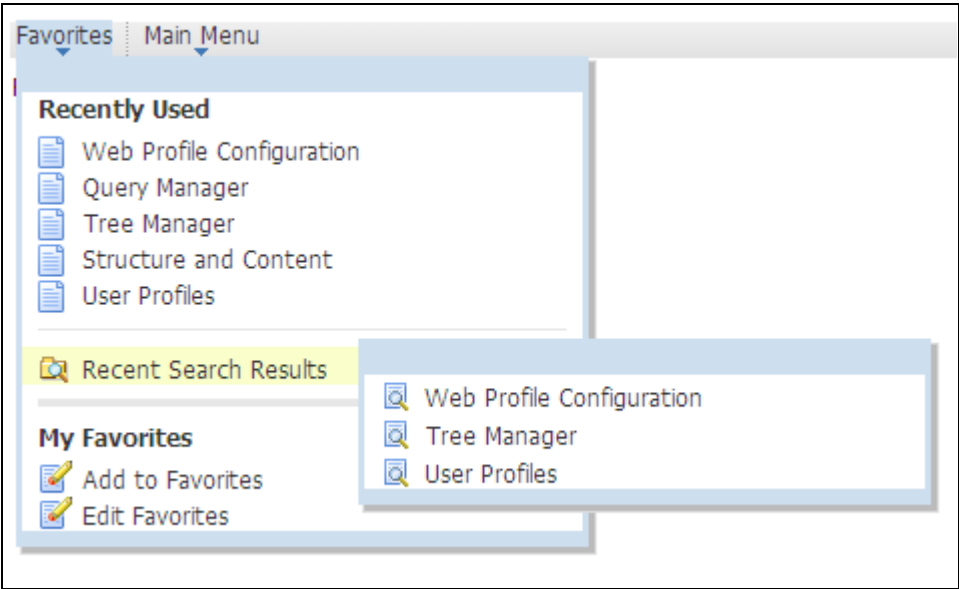 Favorites Main Menu
Recently Used
Web Profile Configuration
Query Manager
Tree Manager
Structure and Content
User Profiles
Recent Search Results
Web Profile Configuration
Tree Manager
User Profiles
My Favorites
Add to Favorites
Edit Favorites